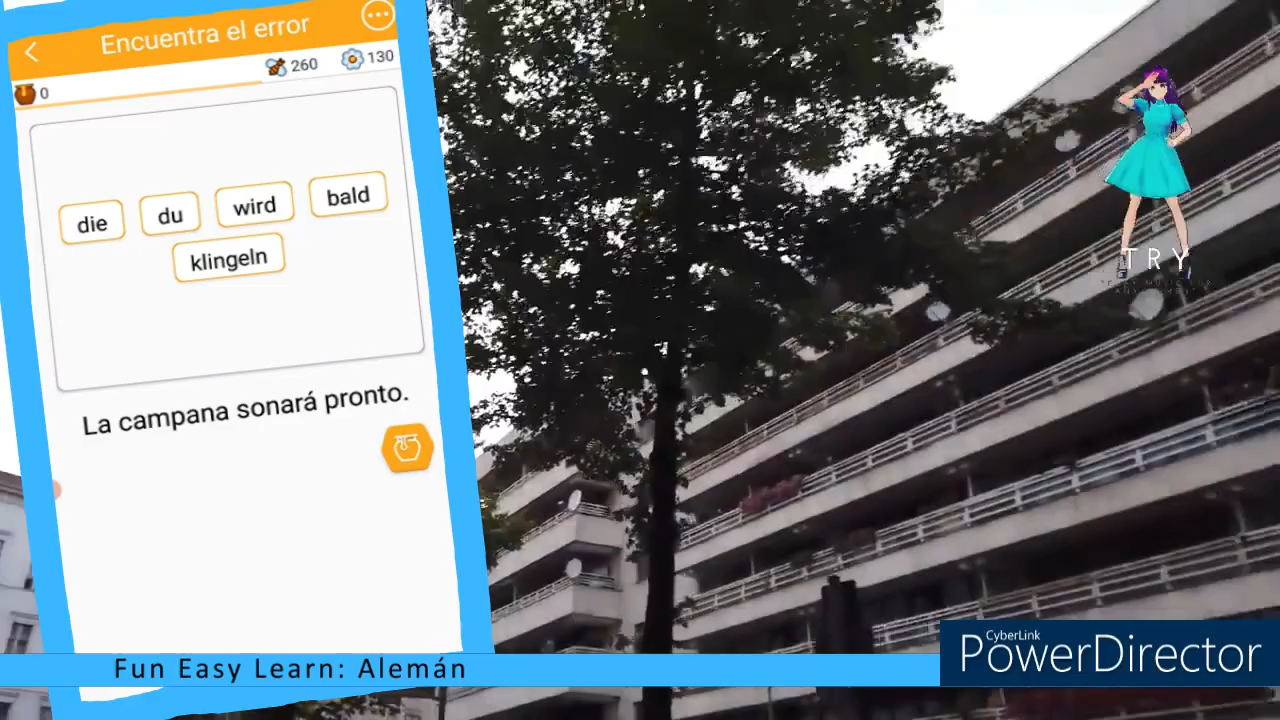 Encuentra el error
0
260
130
die du wird bald
klingeln
La campana sonará pronto.
TRY
Fun Easy Learn: Alemán
CyberLink
PowerDirector